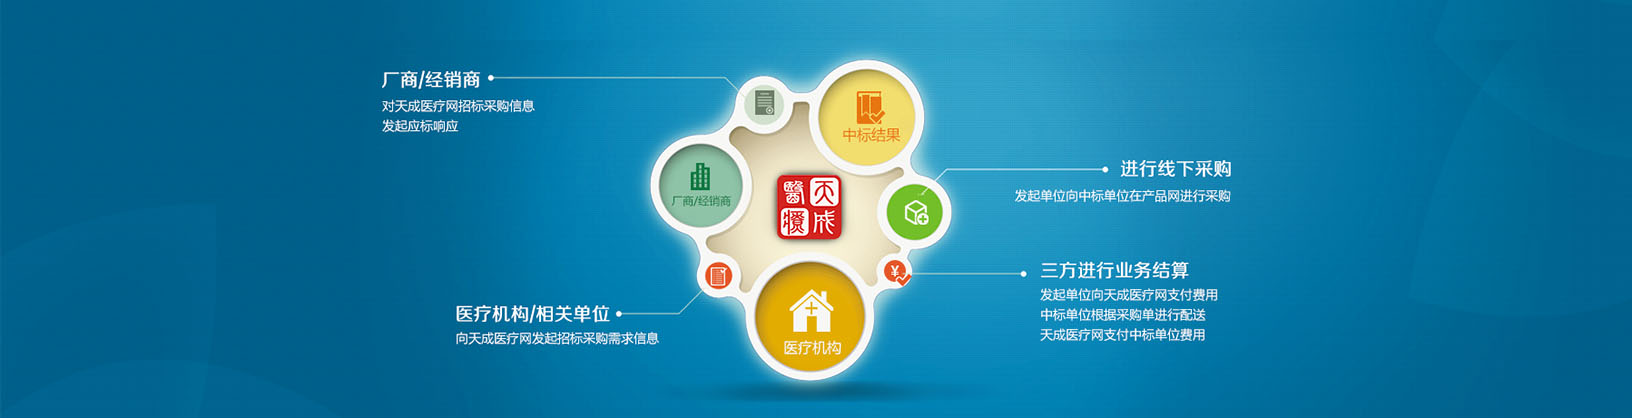 厂商/经销商
对天成医疗网招标采购信息
发起应标响应
中标结果
厂商/经销商
天成
醫療
进行线下采购
发起单位向中标单位在产品网进行采购
三方进行业务结算
发起单位向天成医疗网支付费用
中标单位根据采购单进行配送
天成医疗网支付中标单位费用
¥
医疗机构/相关单位
向天成医疗网发起招标采购需求信息
医疗机构